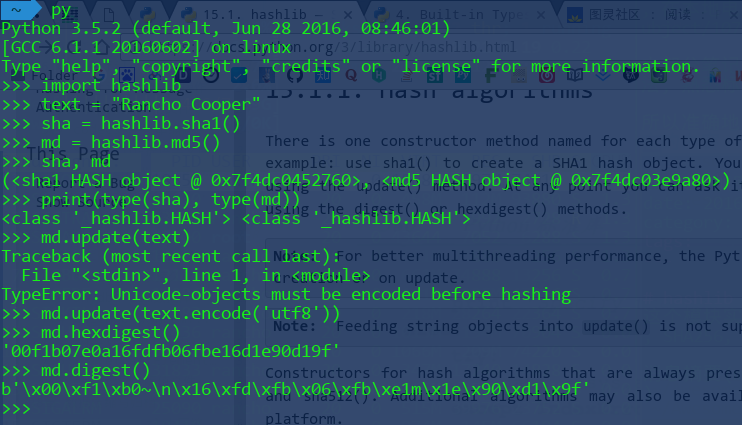 ~ py
Python 3.5.2 (default, Jun 28 2016, 08:46:01)
[GCC 6.1.1 20160602] on linux
Type "help", "copyright", "credits" or "license" for more information.
>>> import hashlib
>>> text = "Rancho Cooper"
>>> sha = hashlib.sha1()
>>> md = hashlib.md5()
>>> sha, md
(<sha1 HASH object @ 0x7f4dc0452760>, <md5 HASH object @ 0x7f4dc03e9a80>)
>>> print(type(sha), type(md))
<class '_hashlib.HASH'> <class '_hashlib.HASH'>
>>> md.update(text)
Traceback (most recent call last):
  File "<stdin>", line 1, in <module>
TypeError: Unicode-objects must be encoded before hashing
>>> md.update(text.encode('utf8'))
>>> md.hexdigest()
'00f1b07e0a16fdfb06fbe16d1e90d19f'
>>> md.digest()
b'\x00\xf1\xb0~\n\x16\xfd\xfb\x06\xfb\xe1m\x1e\x90\xd1\x9f'
>>>
15.1. hashlib —
4. Built-in Type
图灵社区 : 阅读
.org/3/library/hashlib.html
15.1.1. Hash algorithms
There is one constructor method named for each type of
example: use sha1() to create a SHA1 hash object. You
using the update() method. At any point you can ask it
using the digest() or hexdigest() methods.
For better multithreading performance, the Pyt
on update.
Note: Feeding string objects into update() is not sup
Constructors for hash algorithms that are always pres
and sha512(). Additional algorithms may also be avai
platform.
This Page